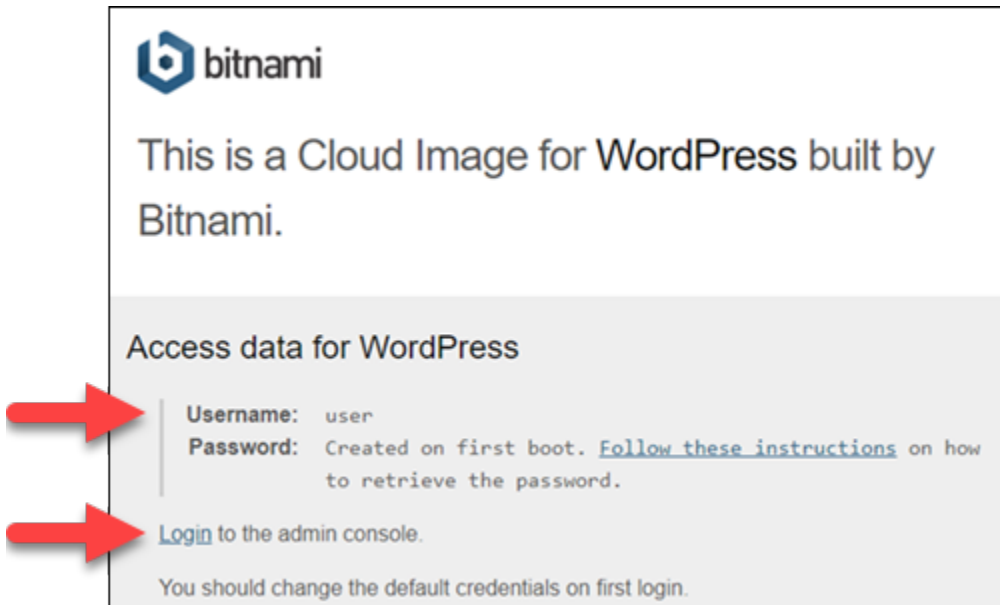 bitnami
This is a Cloud Image for WordPress built by
Bitnami.
Access data for WordPress
Username: user
Password: Created on first boot. Follow these instructions on how
to retrieve the password.
Login to the admin console.
You should change the default credentials on first login.